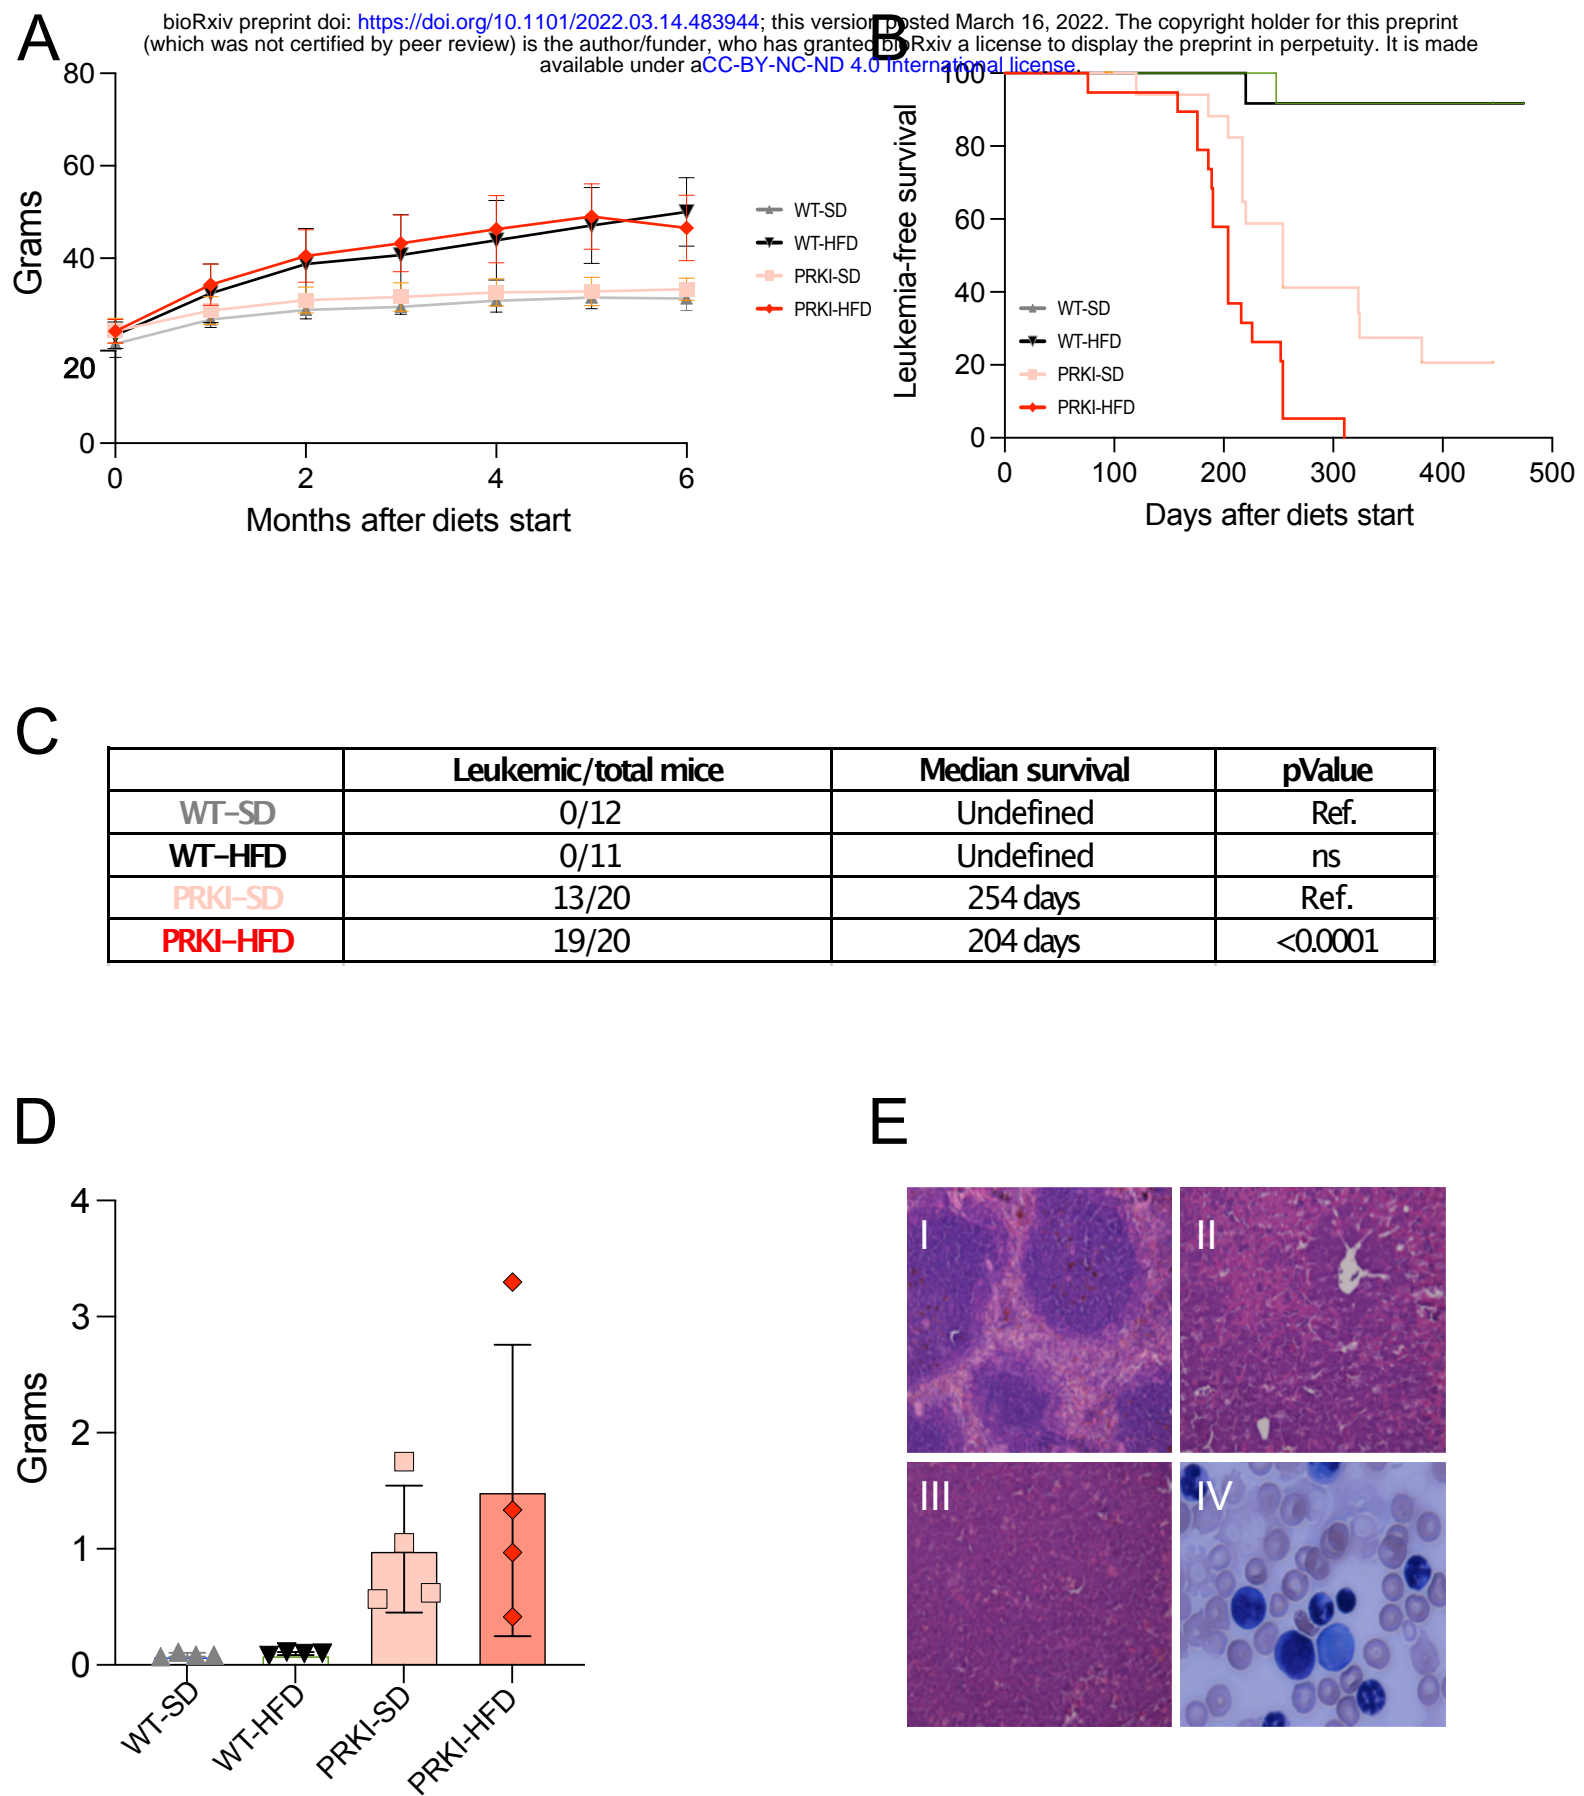 bioRxiv preprint doi: https://doi.org/10.1101/2022.03.14.483944; this version posted March 16, 2022. The copyright holder for this preprint
(which was not certified by peer review) is the author/funder, who has granted bioRxiv a license to display the preprint in perpetuity. It is made
available under aCC-BY-NC-ND 4.0 International license.
A
80
60
40
20
0
Grams
0 2 4 6
Months after diets start
WT-SD
WT-HFD
PRKI-SD
PRKI-HFD
B
100
80
60
40
20
0
Leukemia-free survival
WT-SD
WT-HFD
PRKI-SD
PRKI-HFD
0 100 200 300 400 500
Days after diets start
C
Leukemic/total mice Median survival pValue
WT-SD 0/12 Undefined Ref.
WT-HFD 0/11 Undefined ns
PRKI-SD 13/20 254 days Ref.
PRKI-HFD 19/20 204 days <0.0001
D
4
3
2
1
0
Grams
WT-SD
WT-HFD
PRKI-SD
PRKI-HFD
E
I
II
III
IV